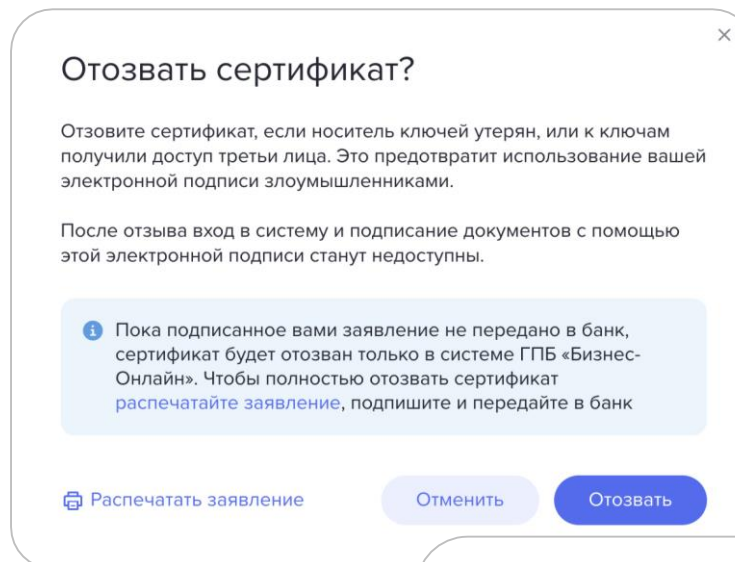 Отозвать сертификат?
Отзовите сертификат, если носитель ключей утерян, или к ключам
получили доступ третьи лица. Это предотвратит использование вашей
электронной подписи злоумышленниками.
После отзыва вход в систему и подписание документов с помощью
этой электронной подписи станут недоступны.
Пока подписанное вами заявление не передано в банк,
сертификат будет отозван только в системе ГПБ «Бизнес-
Онлайн». Чтобы полностью отозвать сертификат
распечатайте заявление, подпишите и передайте в банк
Распечатать заявление Отменить Отозвать